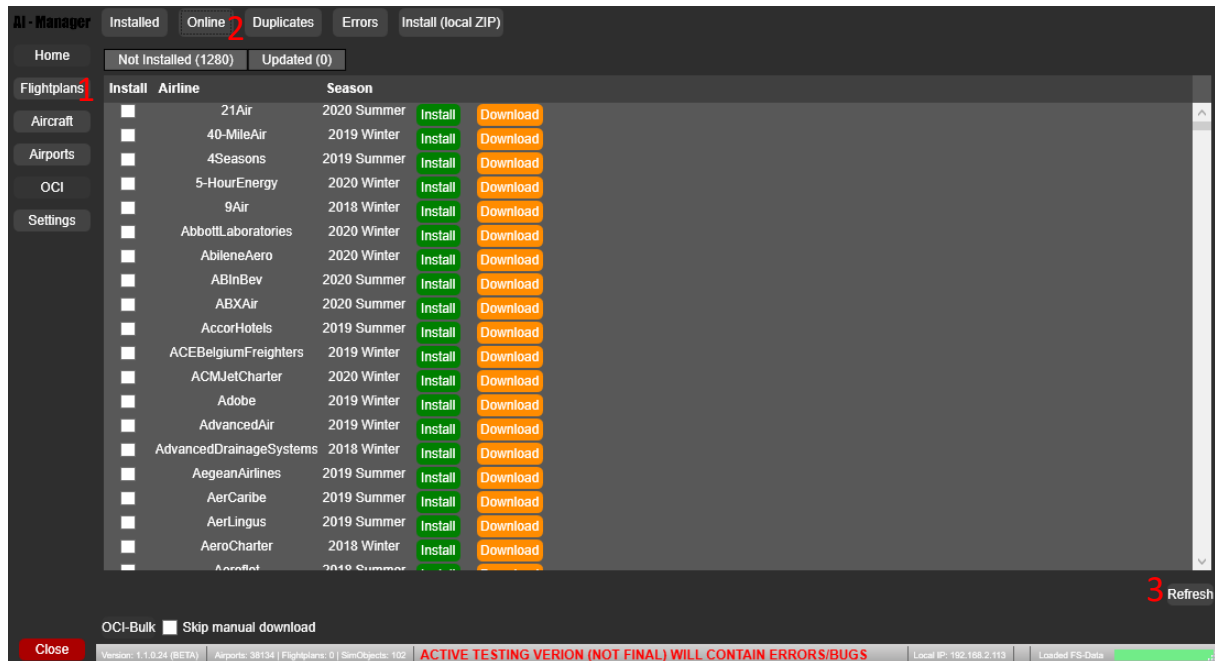 AI - Manager
Installed Online 2 Duplicates Errors Install (local ZIP)
Home
Flightplans 1
Aircraft
Airports
OCI
Settings
Not Installed (1280) Updated (0)
Install Airline Season
21Air 2020 Summer Install Download
40-MileAir 2019 Winter Install Download
4Seasons 2019 Summer Install Download
5-HourEnergy 2020 Winter Install Download
9Air 2018 Winter Install Download
AbbottLaboratories 2020 Winter Install Download
AbileneAero 2020 Winter Install Download
ABInBev 2020 Summer Install Download
ABXAir 2020 Summer Install Download
AccorHotels 2019 Summer Install Download
ACEBelgiumFreighters 2019 Winter Install Download
ACMJetCharter 2020 Winter Install Download
Adobe 2019 Winter Install Download
AdvancedAir 2019 Winter Install Download
AdvancedDrainageSystems 2018 Winter Install Download
AegeanAirlines 2019 Summer Install Download
AerCaribe 2019 Summer Install Download
AerLingus 2019 Summer Install Download
AeroCharter 2018 Winter Install Download
Aeroflot 2018 Summer
3 Refresh
OCI-Bulk Skip manual download
Close
Version: 1.1.0.24 (BETA) Airports: 38134 | Flightplans: 0 | SimObjects: 102 ACTIVE TESTING VERION (NOT FINAL) WILL CONTAIN ERRORS/BUGS Local IP: 192.168.2.113 Loaded FS-Data